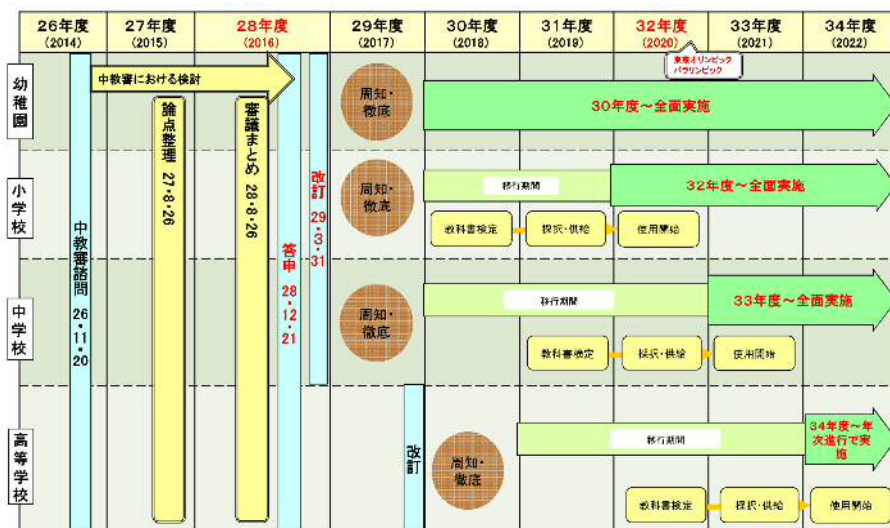 26年度
(2014)
27年度
(2015)
28年度
(2016)
29年度
(2017)
30年度
(2018)
31年度
(2019)
32年度
(2020)
33年度
(2021)
34年度
(2022)
東京オリンピック
パラリンピック
幼稚園
中教審における検討
周知・
徹底
30年度～全面実施
中教審諮問 26・11・20
論点整理 27・8・26
審議まとめ 28・8・26
答申 28・12・21
改訂 29・3・31
小学校
周知・
徹底
移行期間
32年度～全面実施
教科書検定
採択・供給
使用開始
中学校
周知・
徹底
移行期間
33年度～全面実施
教科書検定
採択・供給
使用開始
高等学校
改訂
周知・
徹底
移行期間
34年度～年
次進行で実
施
教科書検定
採択・供給
使用開始